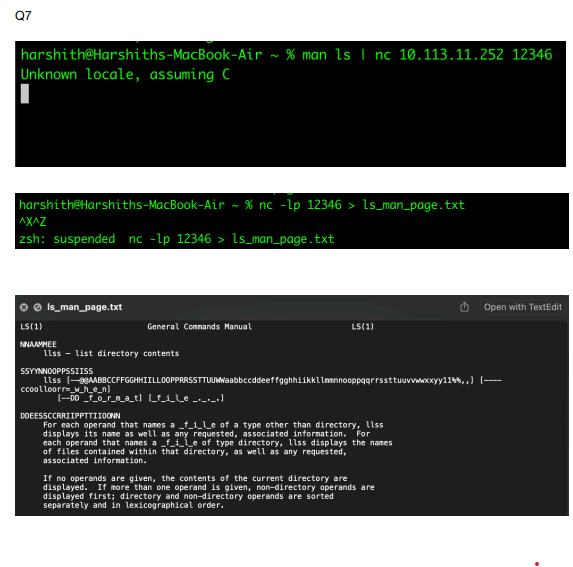 Q7
harshith@Harshiths-MacBook-Air ~ % man ls | nc 10.113.11.252 12346
Unknown locale, assuming C
harshith@Harshiths-MacBook-Air ~ % nc -lp 12346 > ls_man_page.txt
^X^Z
zsh: suspended  nc -lp 12346 > ls_man_page.txt
ls_man_page.txt Open with TextEdit
LS(1) General Commands Manual LS(1)
NNAAMMEE
llss – list directory contents
SSYYNNOOPPSSIISS
llss [--@@AABBCCFFGGHHIILLOOPPRRSSTTUUWWaabbccddeeffgghhiikkllmmnnooppqqrrssttuuvvwwxxyy11%%,,] [----
ccoolloorr=_w_h_e_n]
[--DD _f_o_r_m_a_t] [_f_i_l_e _._._.]
DDEESSCCRRIIPPTTIIOONN
For each operand that names a _f_i_l_e of a type other than directory, llss
displays its name as well as any requested, associated information.  For
each operand that names a _f_i_l_e of type directory, llss displays the names
of files contained within that directory, as well as any requested,
associated information.
If no operands are given, the contents of the current directory are
displayed.  If more than one operand is given, non-directory operands are
displayed first; directory and non-directory operands are sorted
separately and in lexicographical order.